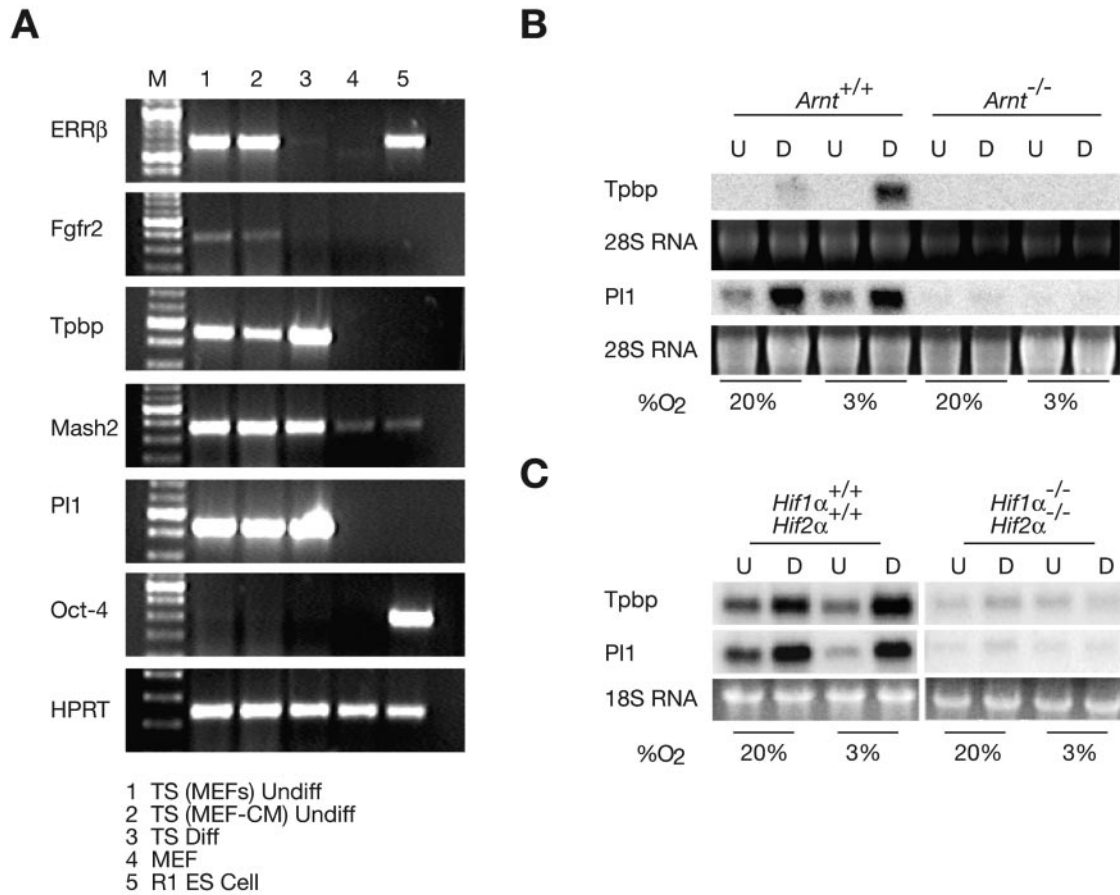 A
M 1 2 3 4 5
ERRβ
Fgfr2
Tpbp
Mash2
Pl1
Oct-4
HPRT
1 TS (MEFs) Undiff
2 TS (MEF-CM) Undiff
3 TS Diff
4 MEF
5 R1 ES Cell
B
Arnt+/+ Arnt-/-
U D U D U D U D
Tpbp
28S RNA
Pl1
28S RNA
%O2 20% 3% 20% 3%
C
Hif1α+/+ Hif1α-/-
Hif2α+/+ Hif2α-/-
U D U D U D U D
Tpbp
Pl1
18S RNA
%O2 20% 3% 20% 3%